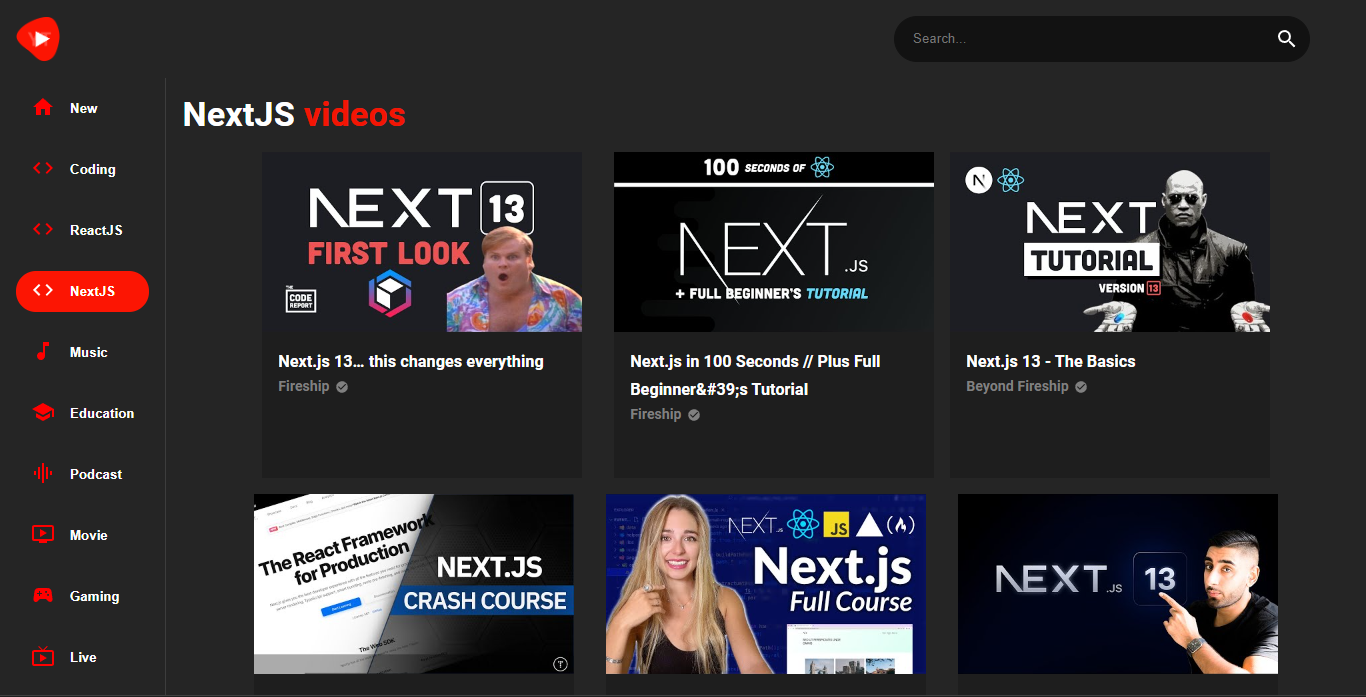 Search...
New
Coding
ReactJS
NextJS
Music
Education
Podcast
Movie
Gaming
Live
NextJS videos
NEXT 13
FIRST LOOK
THE
CODE
REPORT
Next.js 13… this changes everything
Fireship
100 SECONDS OF
NEXT.JS
+ FULL BEGINNER'S TUTORIAL
Next.js in 100 Seconds // Plus Full
Beginner&#39;s Tutorial
Fireship
N
NEXT
TUTORIAL
VERSION 13
Next.js 13 - The Basics
Beyond Fireship
The React Framework
for Production
The Web SDK
NEXT.JS
CRASH COURSE
T
NEXT.JS
JS
Next.js
Full Course
NEXT.JS 13